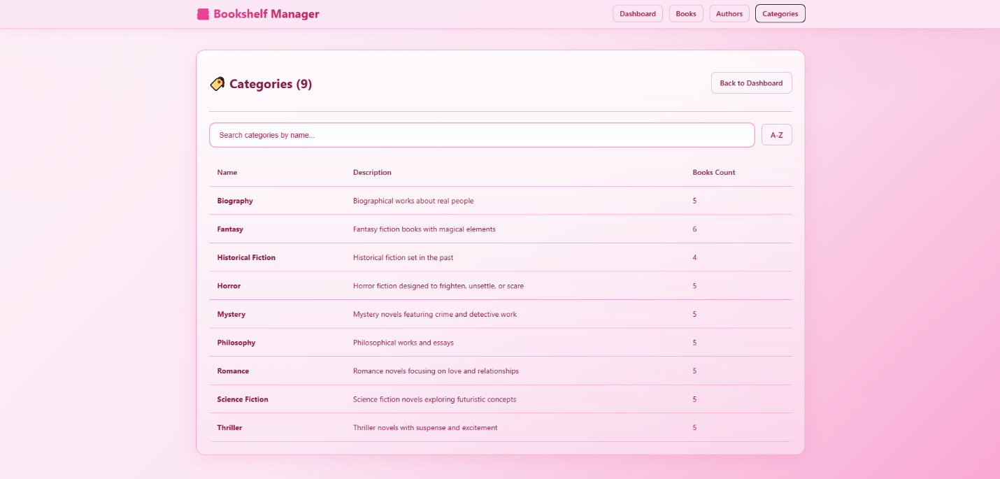 Bookshelf Manager
Dashboard Books Authors Categories
Categories (9)
Back to Dashboard
Search categories by name...
A-Z
Name Description Books Count
Biography Biographical works about real people 5
Fantasy Fantasy fiction books with magical elements 6
Historical Fiction Historical fiction set in the past 4
Horror Horror fiction designed to frighten, unsettle, or scare 5
Mystery Mystery novels featuring crime and detective work 5
Philosophy Philosophical works and essays 5
Romance Romance novels focusing on love and relationships 5
Science Fiction Science fiction novels exploring futuristic concepts 5
Thriller Thriller novels with suspense and excitement 5